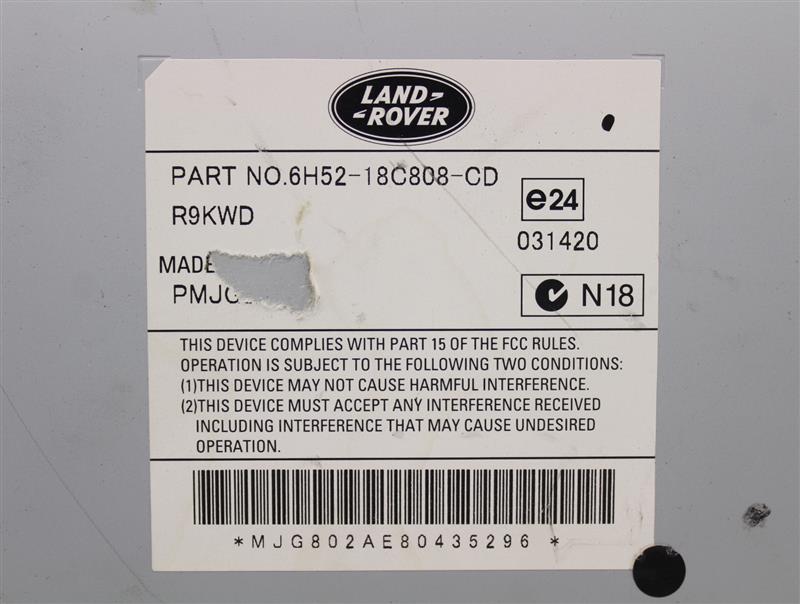 LAND-
-ROVER
PART NO.6H52-18C808-CD
R9KWD
e24
031420
MADE
PMJG
N18
THIS DEVICE COMPLIES WITH PART 15 OF THE FCC RULES.
OPERATION IS SUBJECT TO THE FOLLOWING TWO CONDITIONS:
(1)THIS DEVICE MAY NOT CAUSE HARMFUL INTERFERENCE.
(2)THIS DEVICE MUST ACCEPT ANY INTERFERENCE RECEIVED
INCLUDING INTERFERENCE THAT MAY CAUSE UNDESIRED
OPERATION.
*MJG802AE80435296*